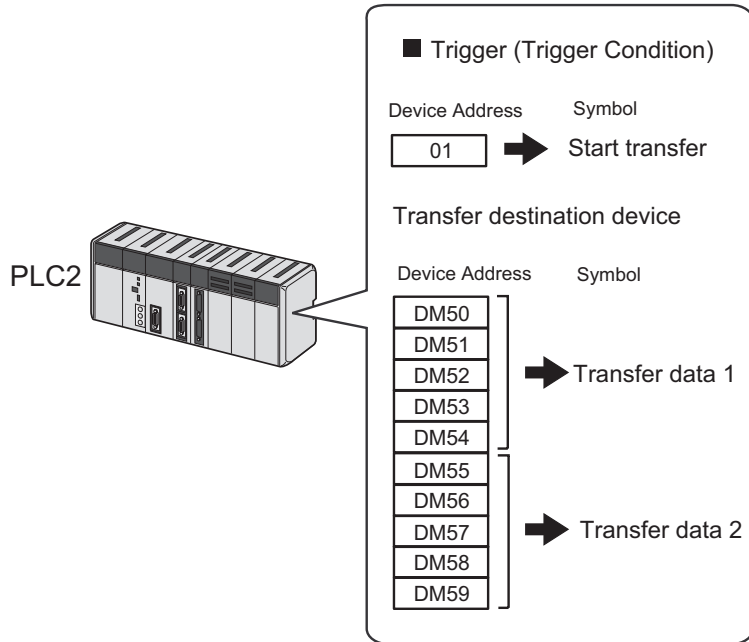 ■ Trigger (Trigger Condition)
Device Address Symbol
01 Start transfer
Transfer destination device
PLC2
Device Address Symbol
DM50
DM51
DM52
Transfer data 1
DM53
DM54
DM55
DM56
DM57
Transfer data 2
DM58
DM59